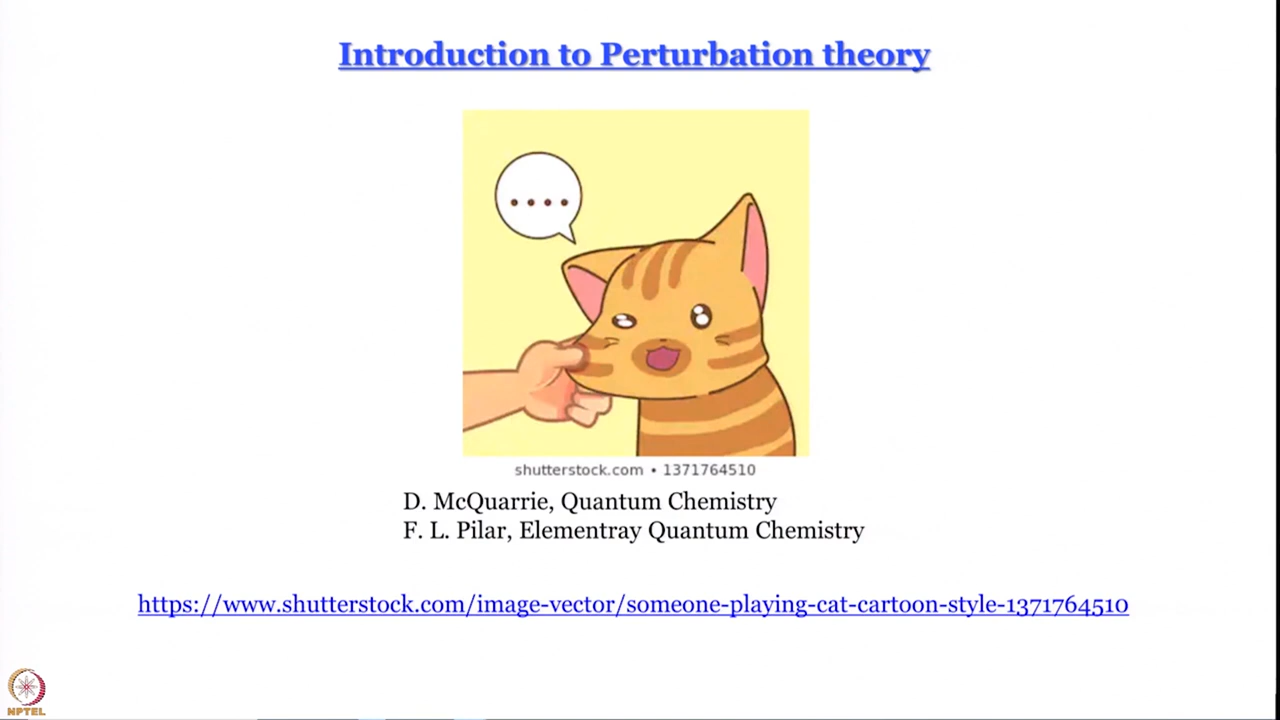 Introduction to Perturbation theory
....
shutterstock.com • 1371764510
D. McQuarrie, Quantum Chemistry
F. L. Pilar, Elementray Quantum Chemistry
https://www.shutterstock.com/image-vector/someone-playing-cat-cartoon-style-1371764510
NPTEL